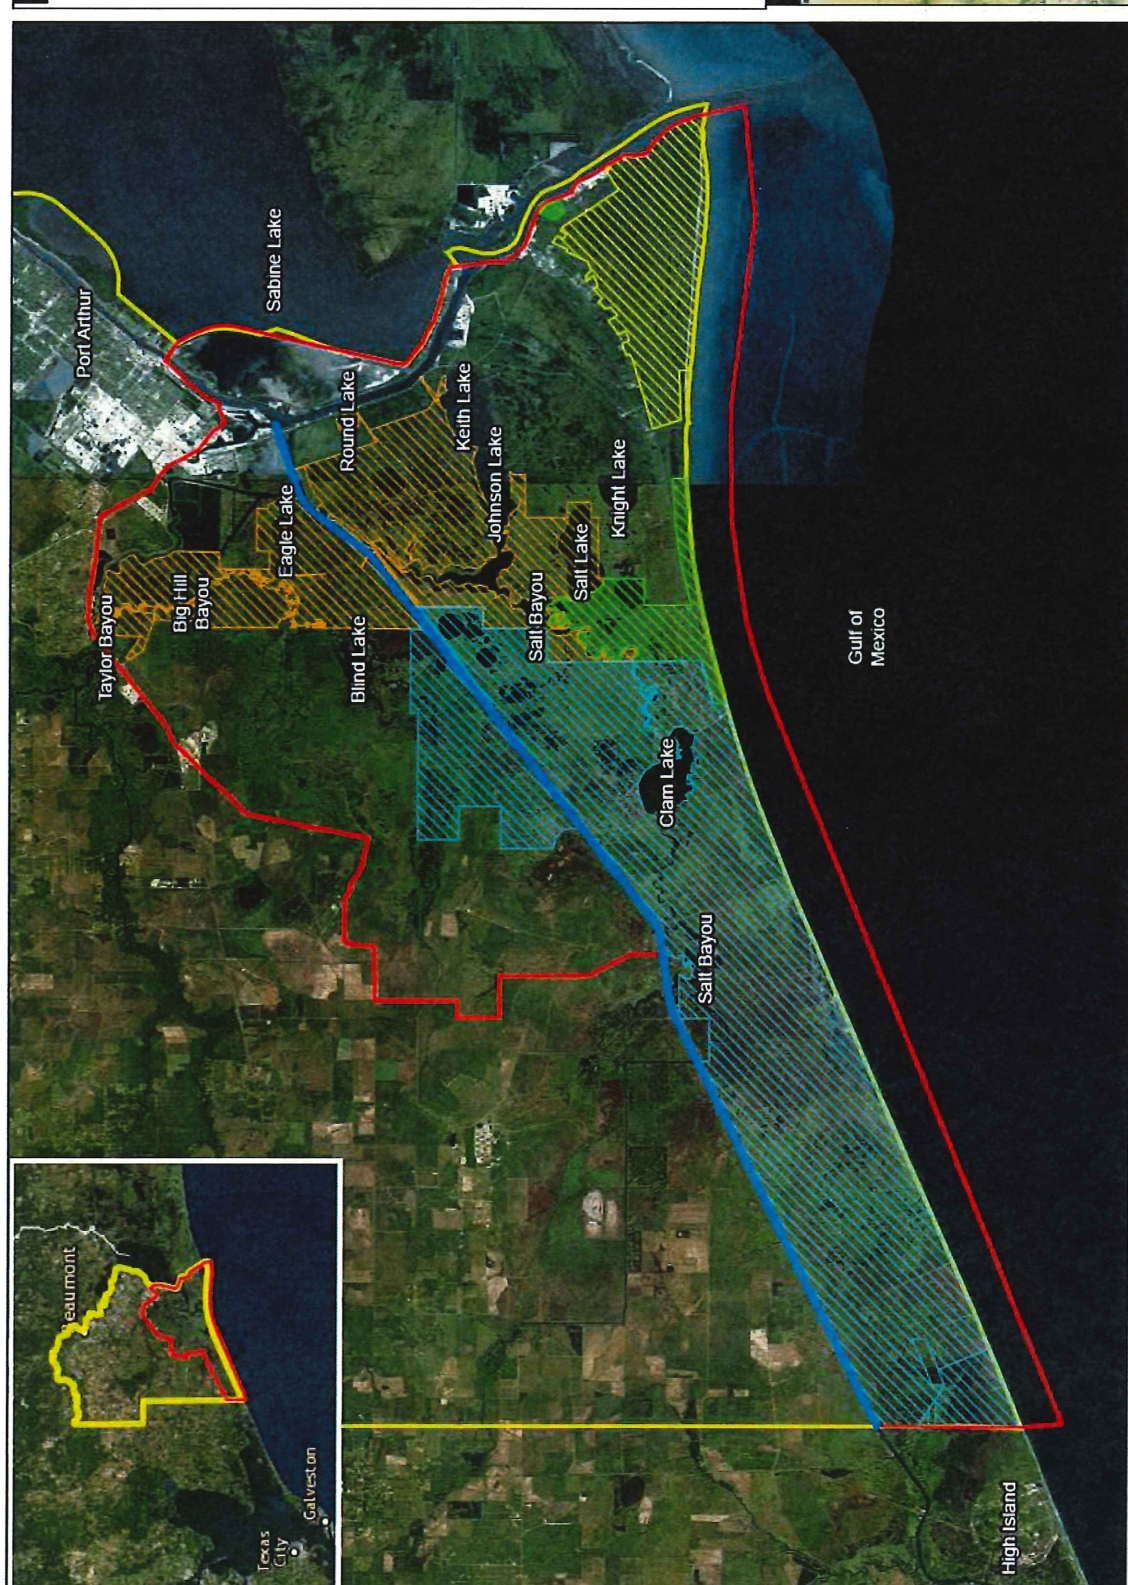 Port Arthur
Sabine Lake
Taylor Bayou
Big Hill
Bayou
Eagle Lake
Round Lake
Keith Lake
Johnson Lake
Blind Lake
Salt Bayou
Salt Lake
Knight Lake
Clam Lake
Gulf of
Mexico
Salt Bayou
High Island
Beaumont
Texas
City
Galveston